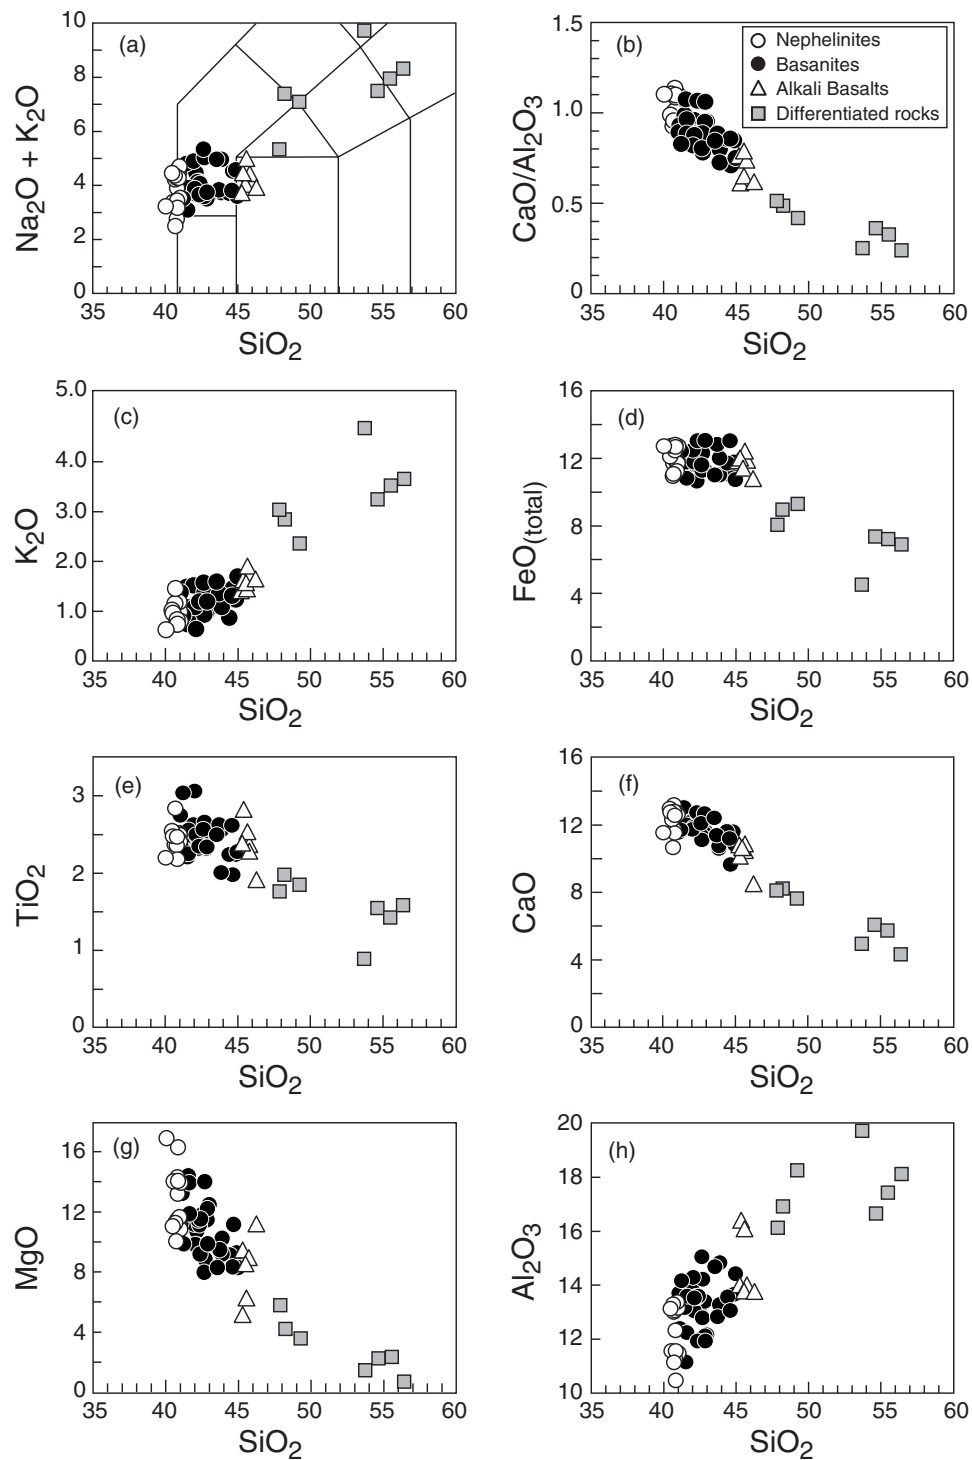 (a)
10
8
6
4
2
0
35 40 45 50 55 60
Na2O + K2O
SiO2
(b)
Nephelinites
Basanites
Alkali Basalts
Differentiated rocks
1.5
1.0
0.5
0
35 40 45 50 55 60
CaO/Al2O3
SiO2
(c)
5.0
4.0
3.0
2.0
1.0
0
35 40 45 50 55 60
K2O
SiO2
(d)
16
12
8
4
0
35 40 45 50 55 60
FeO(total)
SiO2
(e)
3
2
1
0
35 40 45 50 55 60
TiO2
SiO2
(f)
16
12
8
4
0
35 40 45 50 55 60
CaO
SiO2
(g)
16
12
8
4
0
35 40 45 50 55 60
MgO
SiO2
(h)
20
18
16
14
12
10
35 40 45 50 55 60
Al2O3
SiO2